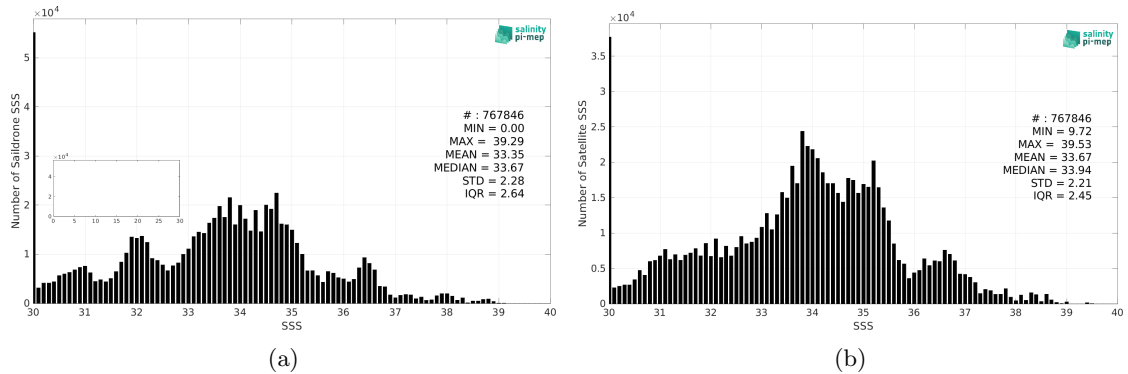 ×10⁴
5
4
3
2
1
0
Number of Saildrone SSS
salinity
pi-mep
# : 767846
MIN = 0.00
MAX = 39.29
MEAN = 33.35
MEDIAN = 33.67
STD = 2.28
IQR = 2.64
×10⁴
4
2
0
0 5 10 15 20 25 30
30 31 32 33 34 35 36 37 38 39 40
SSS
(a)
×10⁴
3.5
3
2.5
2
1.5
1
0.5
0
Number of Satellite SSS
salinity
pi-mep
# : 767846
MIN = 9.72
MAX = 39.53
MEAN = 33.67
MEDIAN = 33.94
STD = 2.21
IQR = 2.45
30 31 32 33 34 35 36 37 38 39 40
SSS
(b)